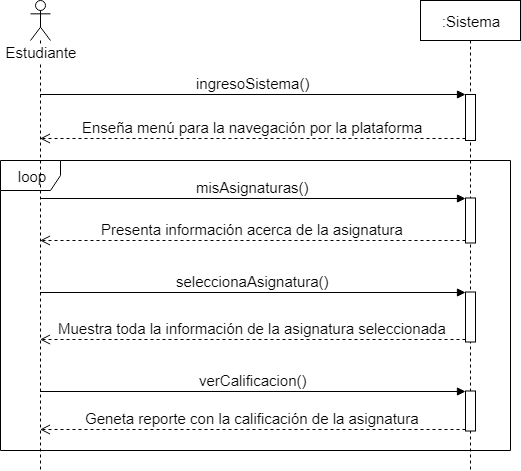 Estudiante
:Sistema
ingresoSistema()
Enseña menú para la navegación por la plataforma
loop
misAsignaturas()
Presenta información acerca de la asignatura
seleccionaAsignatura()
Muestra toda la información de la asignatura seleccionada
verCalificacion()
Geneta reporte con la calificación de la asignatura